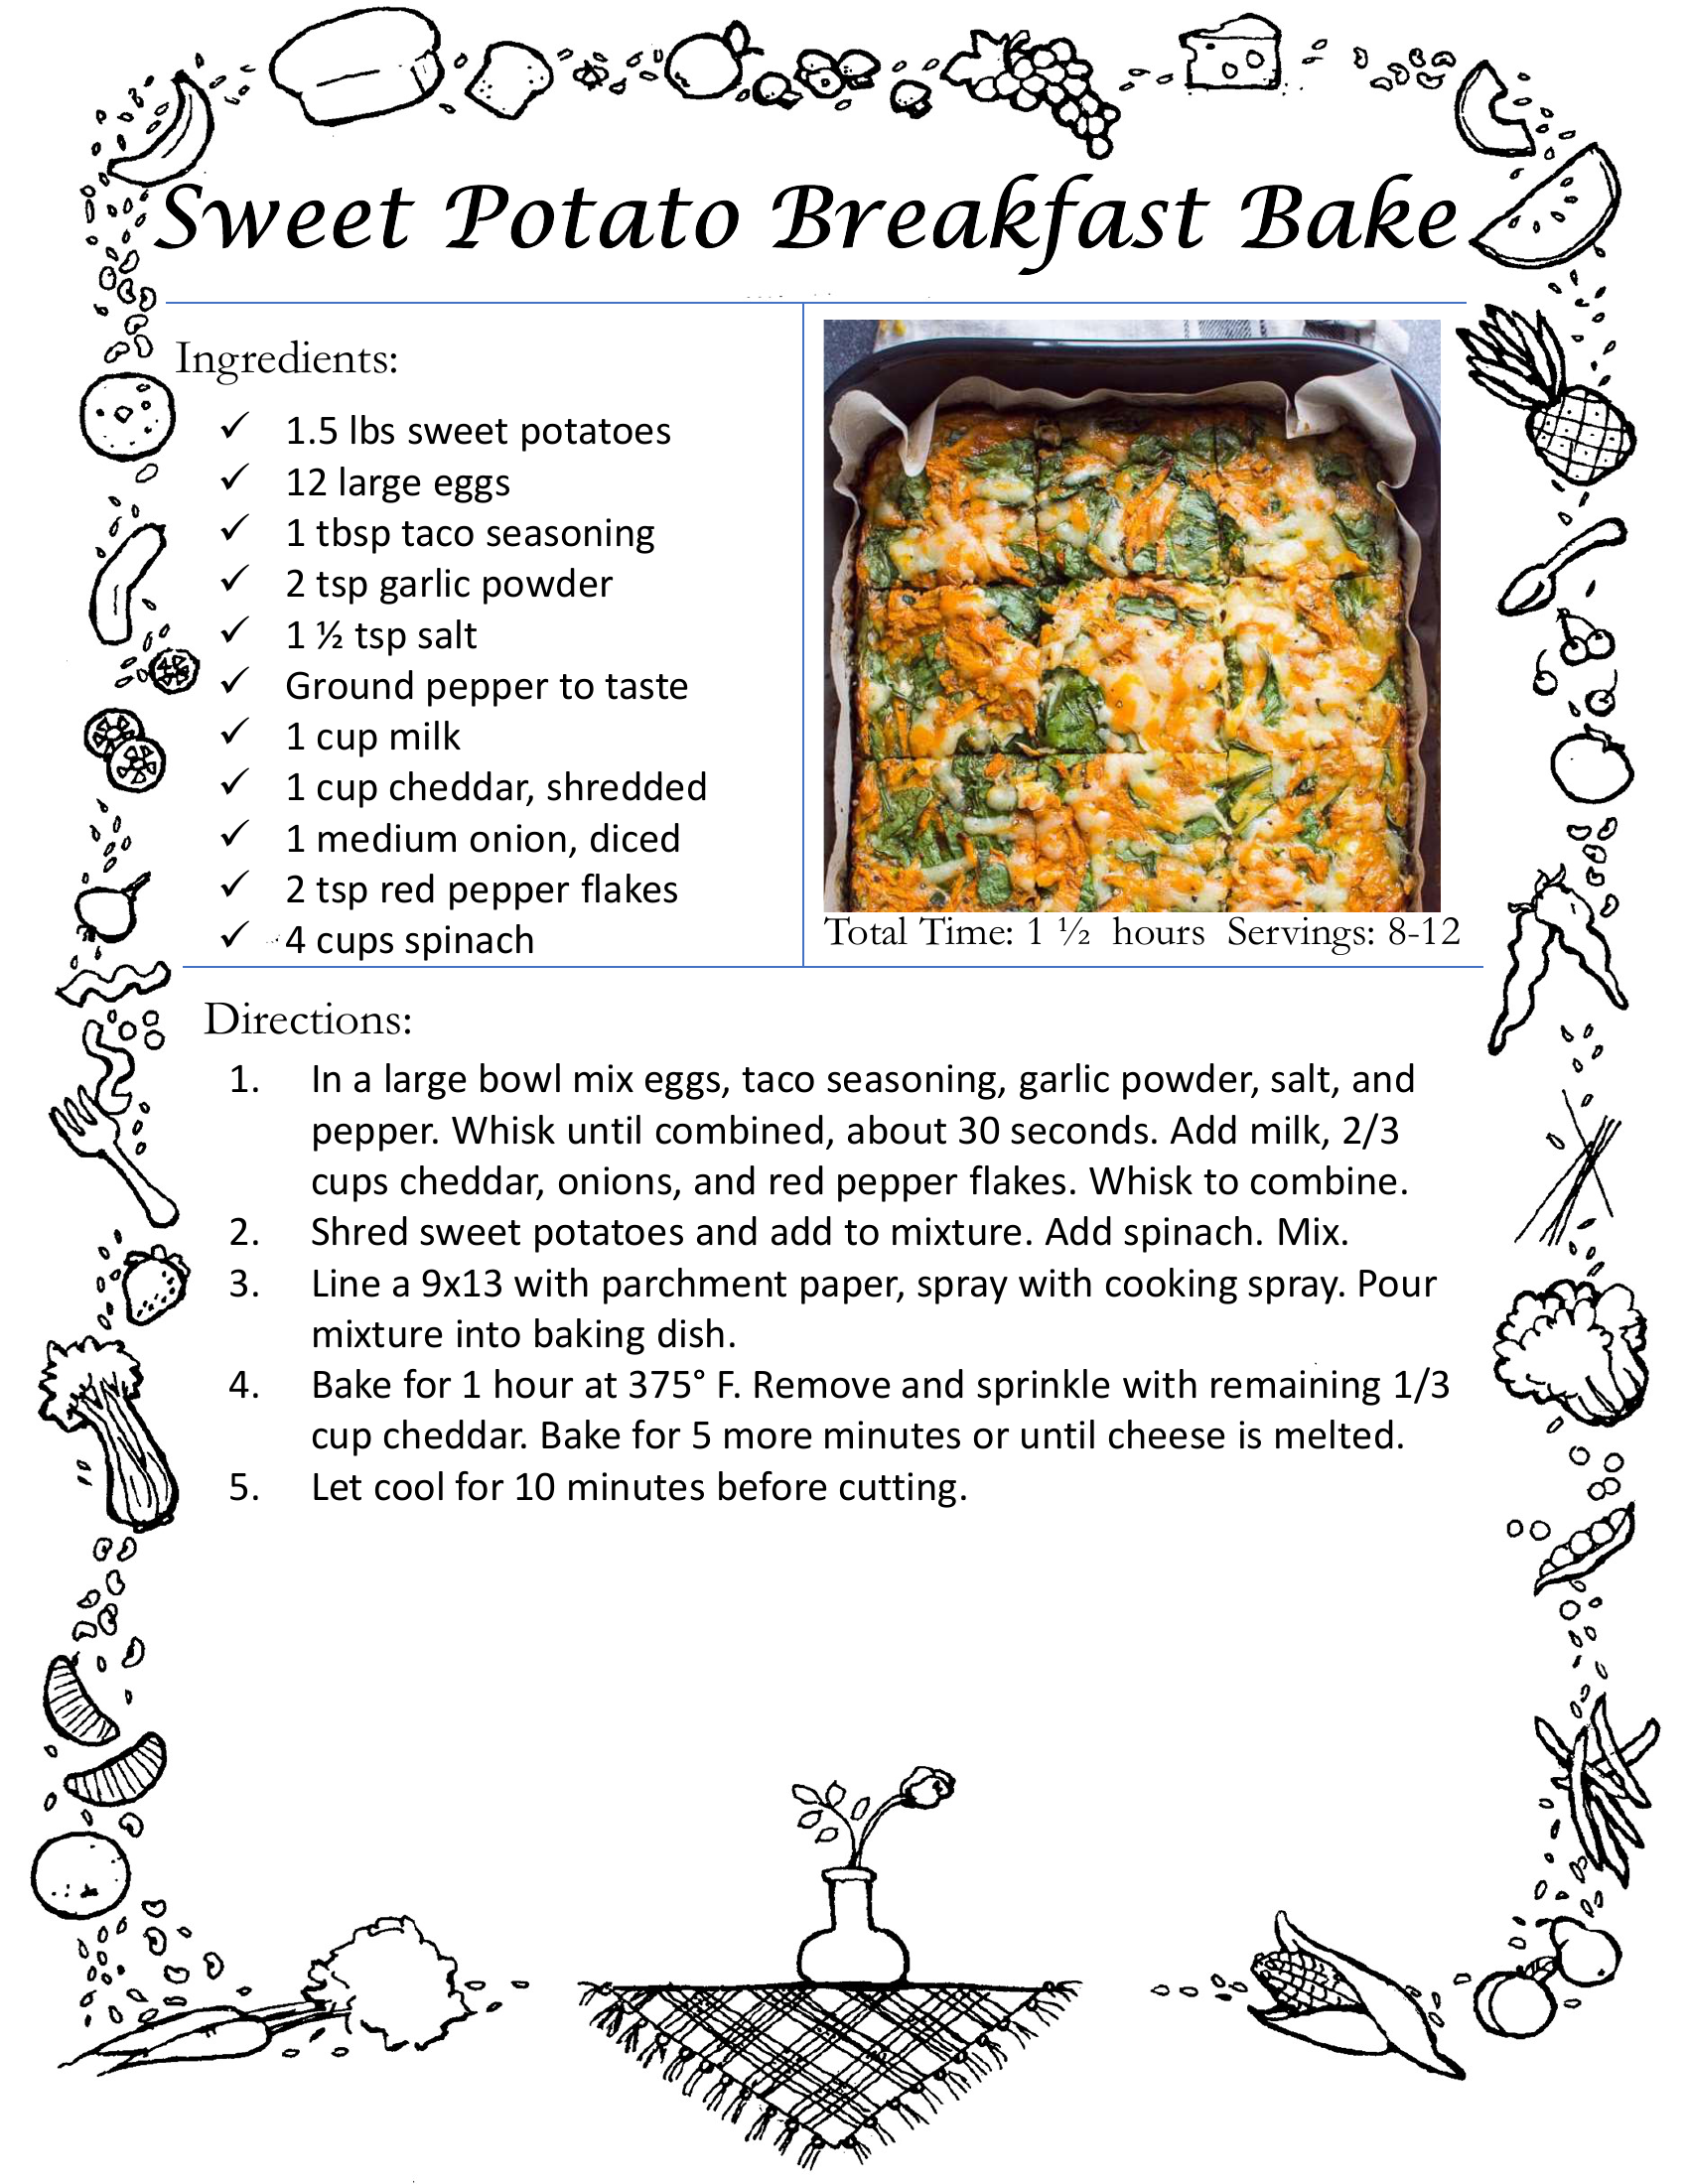 Sweet Potato Breakfast Bake
Ingredients:
✓ 1.5 lbs sweet potatoes
✓ 12 large eggs
✓ 1 tbsp taco seasoning
✓ 2 tsp garlic powder
✓ 1 ½ tsp salt
✓ Ground pepper to taste
✓ 1 cup milk
✓ 1 cup cheddar, shredded
✓ 1 medium onion, diced
✓ 2 tsp red pepper flakes
✓ 4 cups spinach
Total Time: 1 ½ hours Servings: 8-12
Directions:
1. In a large bowl mix eggs, taco seasoning, garlic powder, salt, and
pepper. Whisk until combined, about 30 seconds. Add milk, 2/3
cups cheddar, onions, and red pepper flakes. Whisk to combine.
2. Shred sweet potatoes and add to mixture. Add spinach. Mix.
3. Line a 9x13 with parchment paper, spray with cooking spray. Pour
mixture into baking dish.
4. Bake for 1 hour at 375° F. Remove and sprinkle with remaining 1/3
cup cheddar. Bake for 5 more minutes or until cheese is melted.
5. Let cool for 10 minutes before cutting.